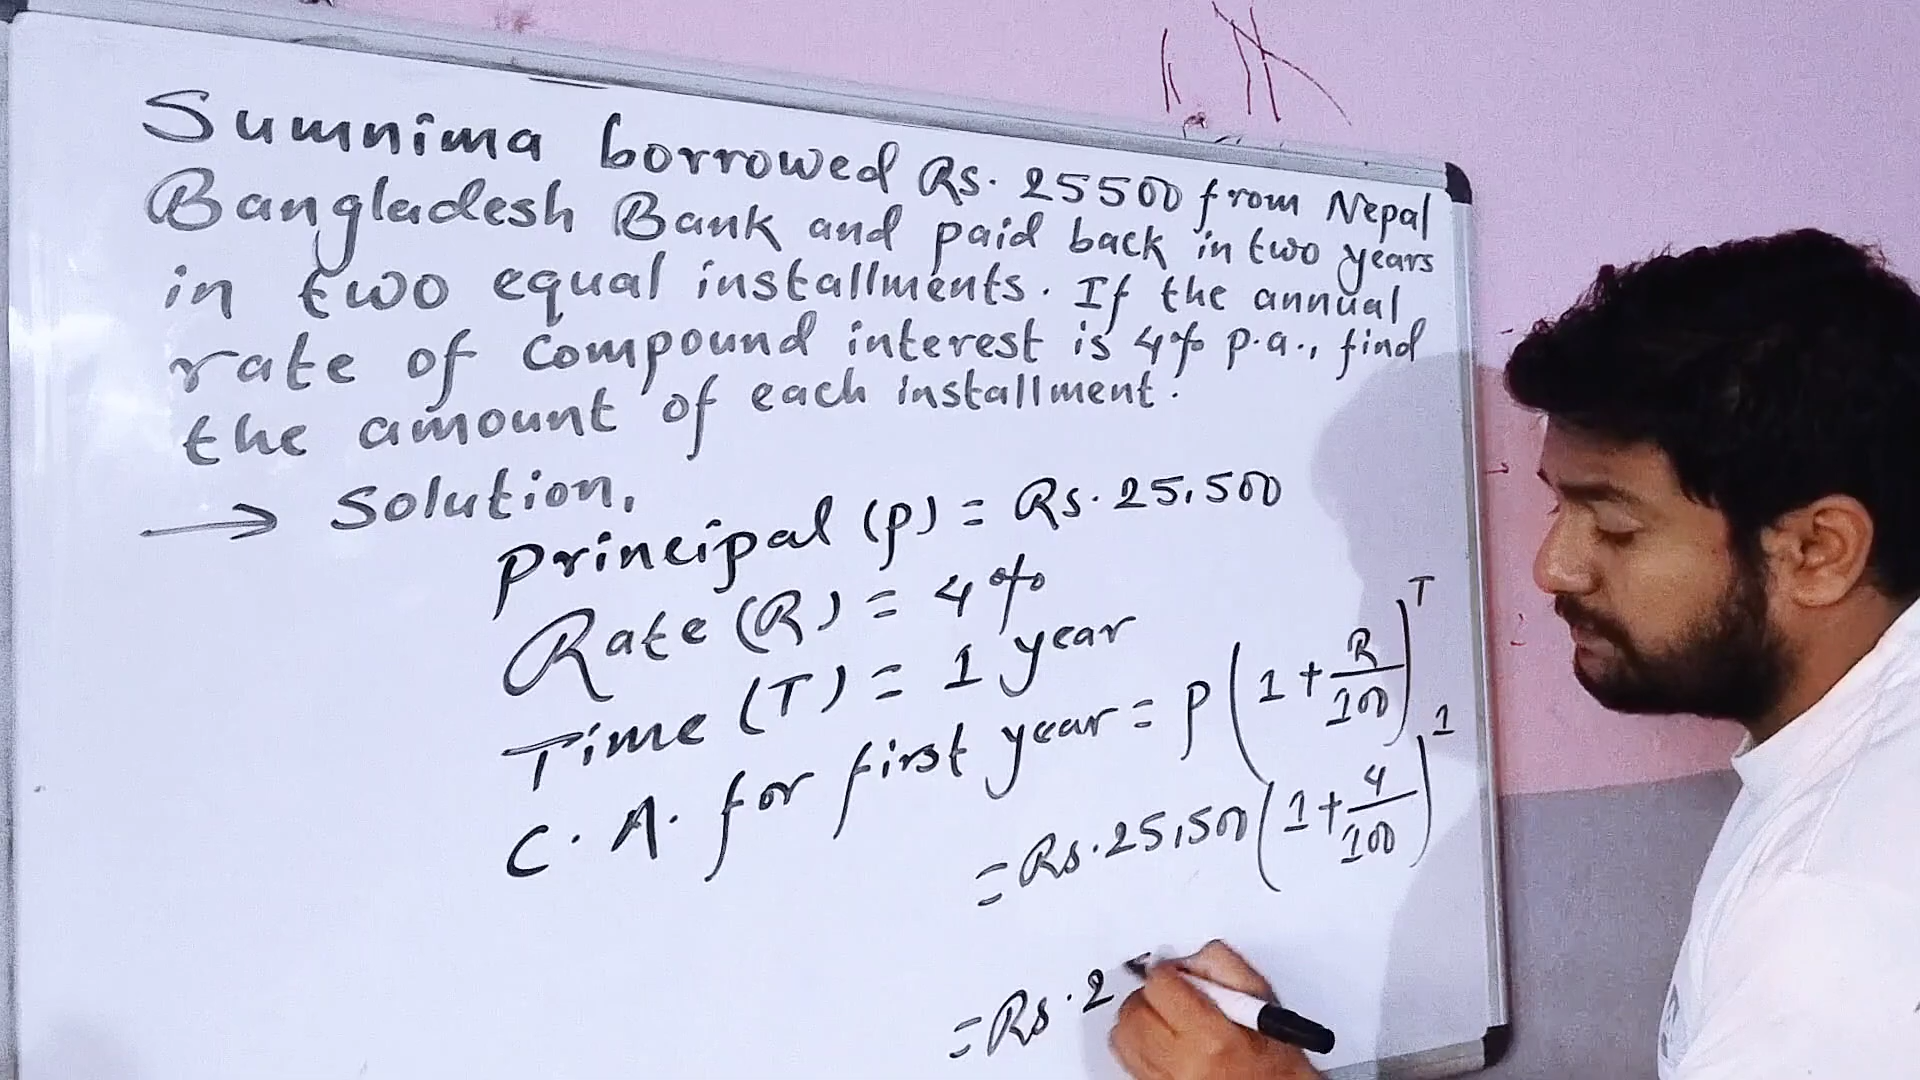 Sumnima borrowed Rs. 25500 from Nepal
Bangladesh Bank and paid back in two years
in two equal installments. If the annual
rate of compound interest is 4% p.a., find
the amount of each installment.
→ Solution,
Principal (P) = Rs. 25,500
Rate (R) = 4%
Time (T) = 1 year
C.A. for first year = P(1+R/100)^T
= Rs. 25,500(1+4/100)^1
= Rs. 2